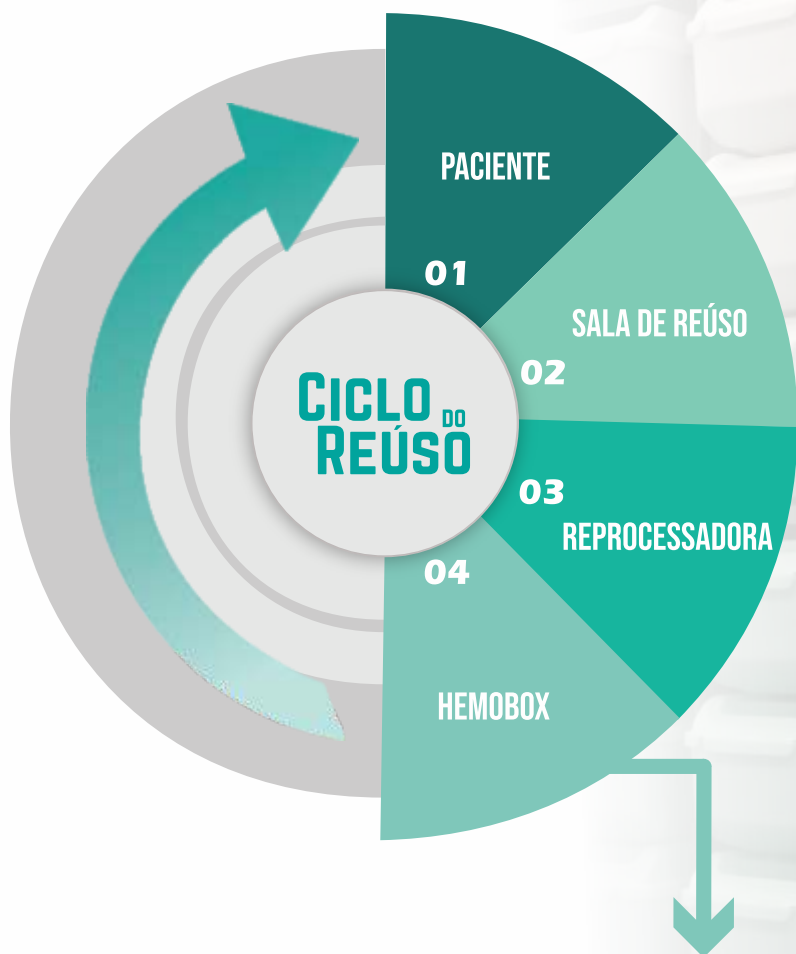 PACIENTE
01
SALA DE REÚSO
02
CICLO DO
REÚSO
03
REPROCESSADORA
04
HEMOBOX